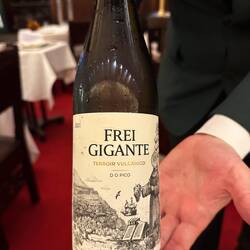 FREI
GIGANTE
TERROIR VULCÂNICO
D.O. PICO